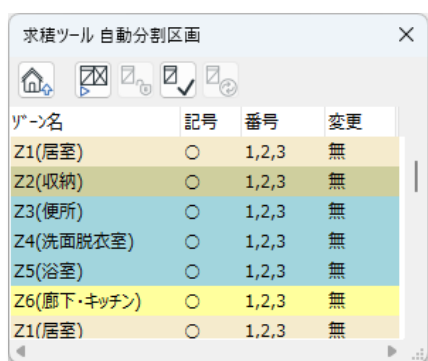 求積ツール 自動分割区画
ゾーン名 記号 番号 変更
Z1(居室) ○ 1,2,3 無
Z2(収納) ○ 1,2,3 無
Z3(便所) ○ 1,2,3 無
Z4(洗面脱衣室) ○ 1,2,3 無
Z5(浴室) ○ 1,2,3 無
Z6(廊下・キッチン) ○ 1,2,3 無
Z1(居室) ○ 1,2,3 無